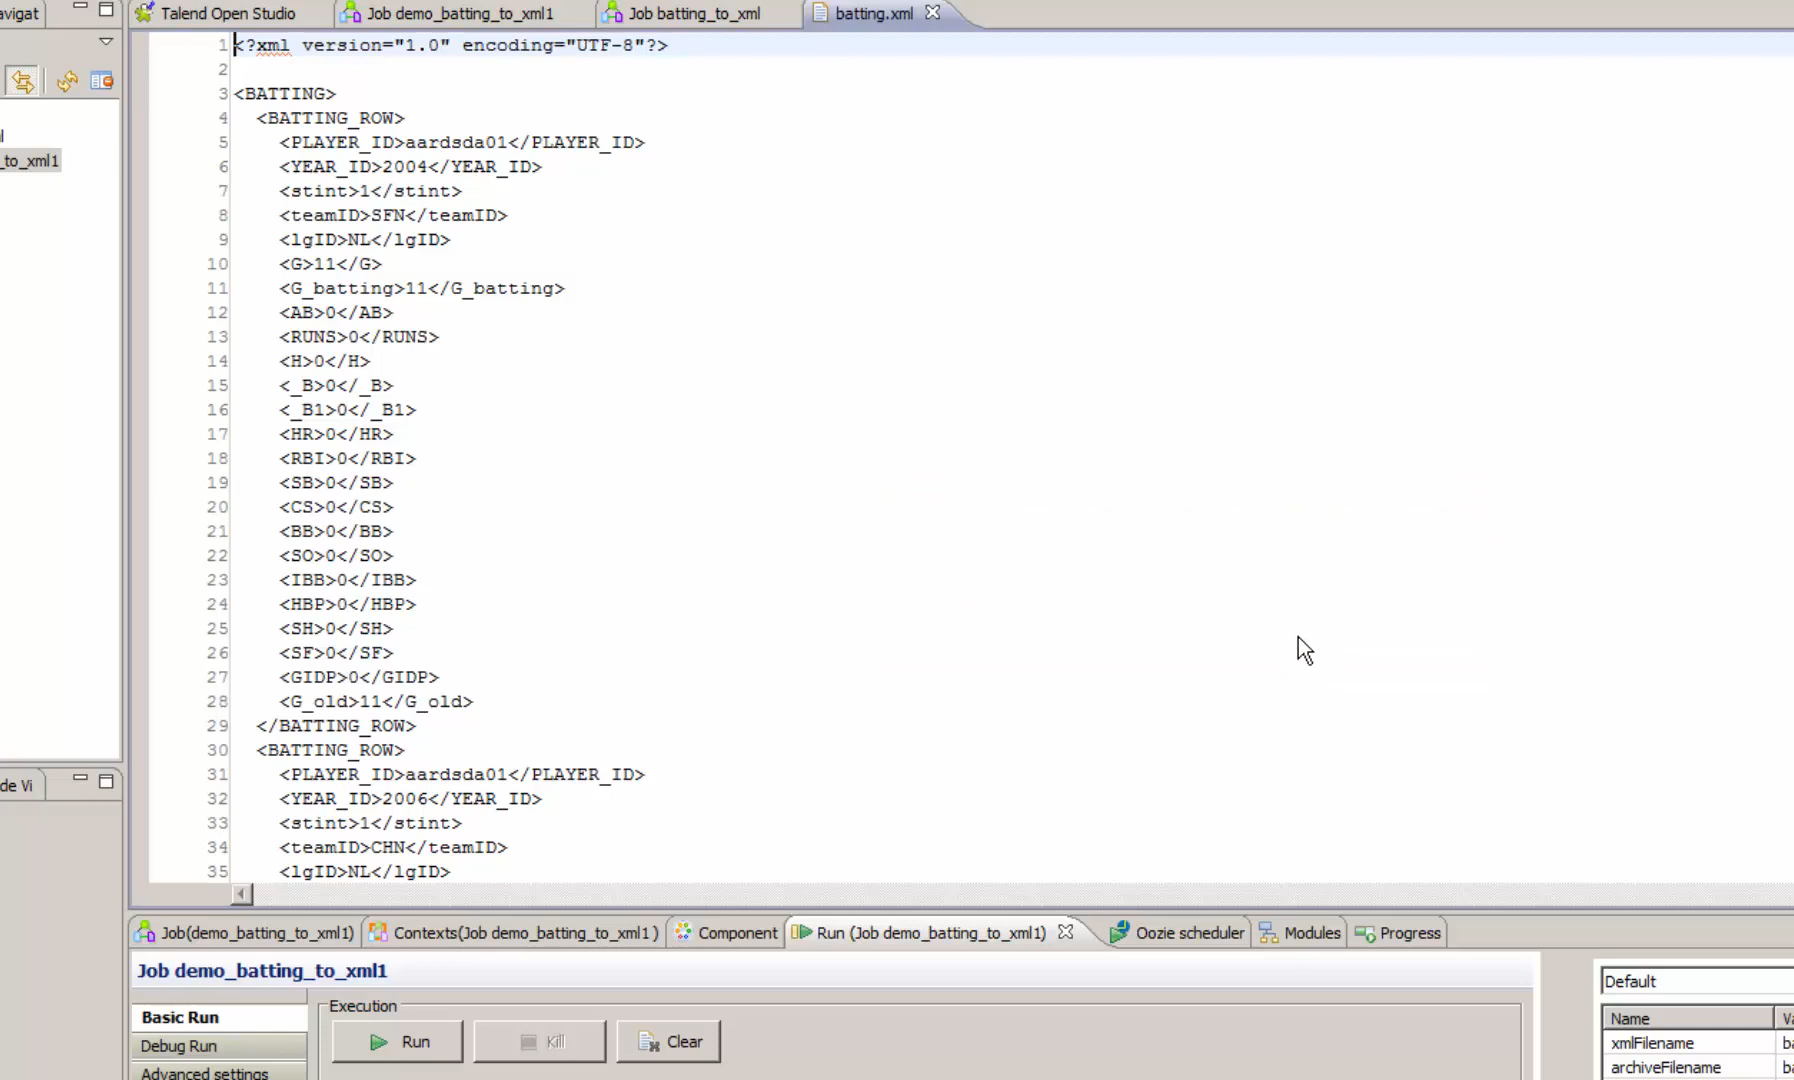 avigat
Talend Open Studio
Job demo_batting_to_xml1
Job batting_to_xml
batting.xml
_to_xml1
1<?xml version="1.0" encoding="UTF-8"?>
2
3<BATTING>
4 <BATTING_ROW>
5 <PLAYER_ID>aardsda01</PLAYER_ID>
6 <YEAR_ID>2004</YEAR_ID>
7 <stint>1</stint>
8 <teamID>SFN</teamID>
9 <lgID>NL</lgID>
10 <G>11</G>
11 <G_batting>11</G_batting>
12 <AB>0</AB>
13 <RUNS>0</RUNS>
14 <H>0</H>
15 <_B>0</_B>
16 <_B1>0</_B1>
17 <HR>0</HR>
18 <RBI>0</RBI>
19 <SB>0</SB>
20 <CS>0</CS>
21 <BB>0</BB>
22 <SO>0</SO>
23 <IBB>0</IBB>
24 <HBP>0</HBP>
25 <SH>0</SH>
26 <SF>0</SF>
27 <GIDP>0</GIDP>
28 <G_old>11</G_old>
29 </BATTING_ROW>
30 <BATTING_ROW>
31 <PLAYER_ID>aardsda01</PLAYER_ID>
32 <YEAR_ID>2006</YEAR_ID>
33 <stint>1</stint>
34 <teamID>CHN</teamID>
35 <lgID>NL</lgID>
de Vi
Job(demo_batting_to_xml1)
Contexts(Job demo_batting_to_xml1 )
Component
Run (Job demo_batting_to_xml1)
Oozie scheduler
Modules
Progress
Job demo_batting_to_xml1
Basic Run
Debug Run
Advanced settings
Execution
Run
Kill
Clear
Default
Name
xmlFilename
archiveFilename